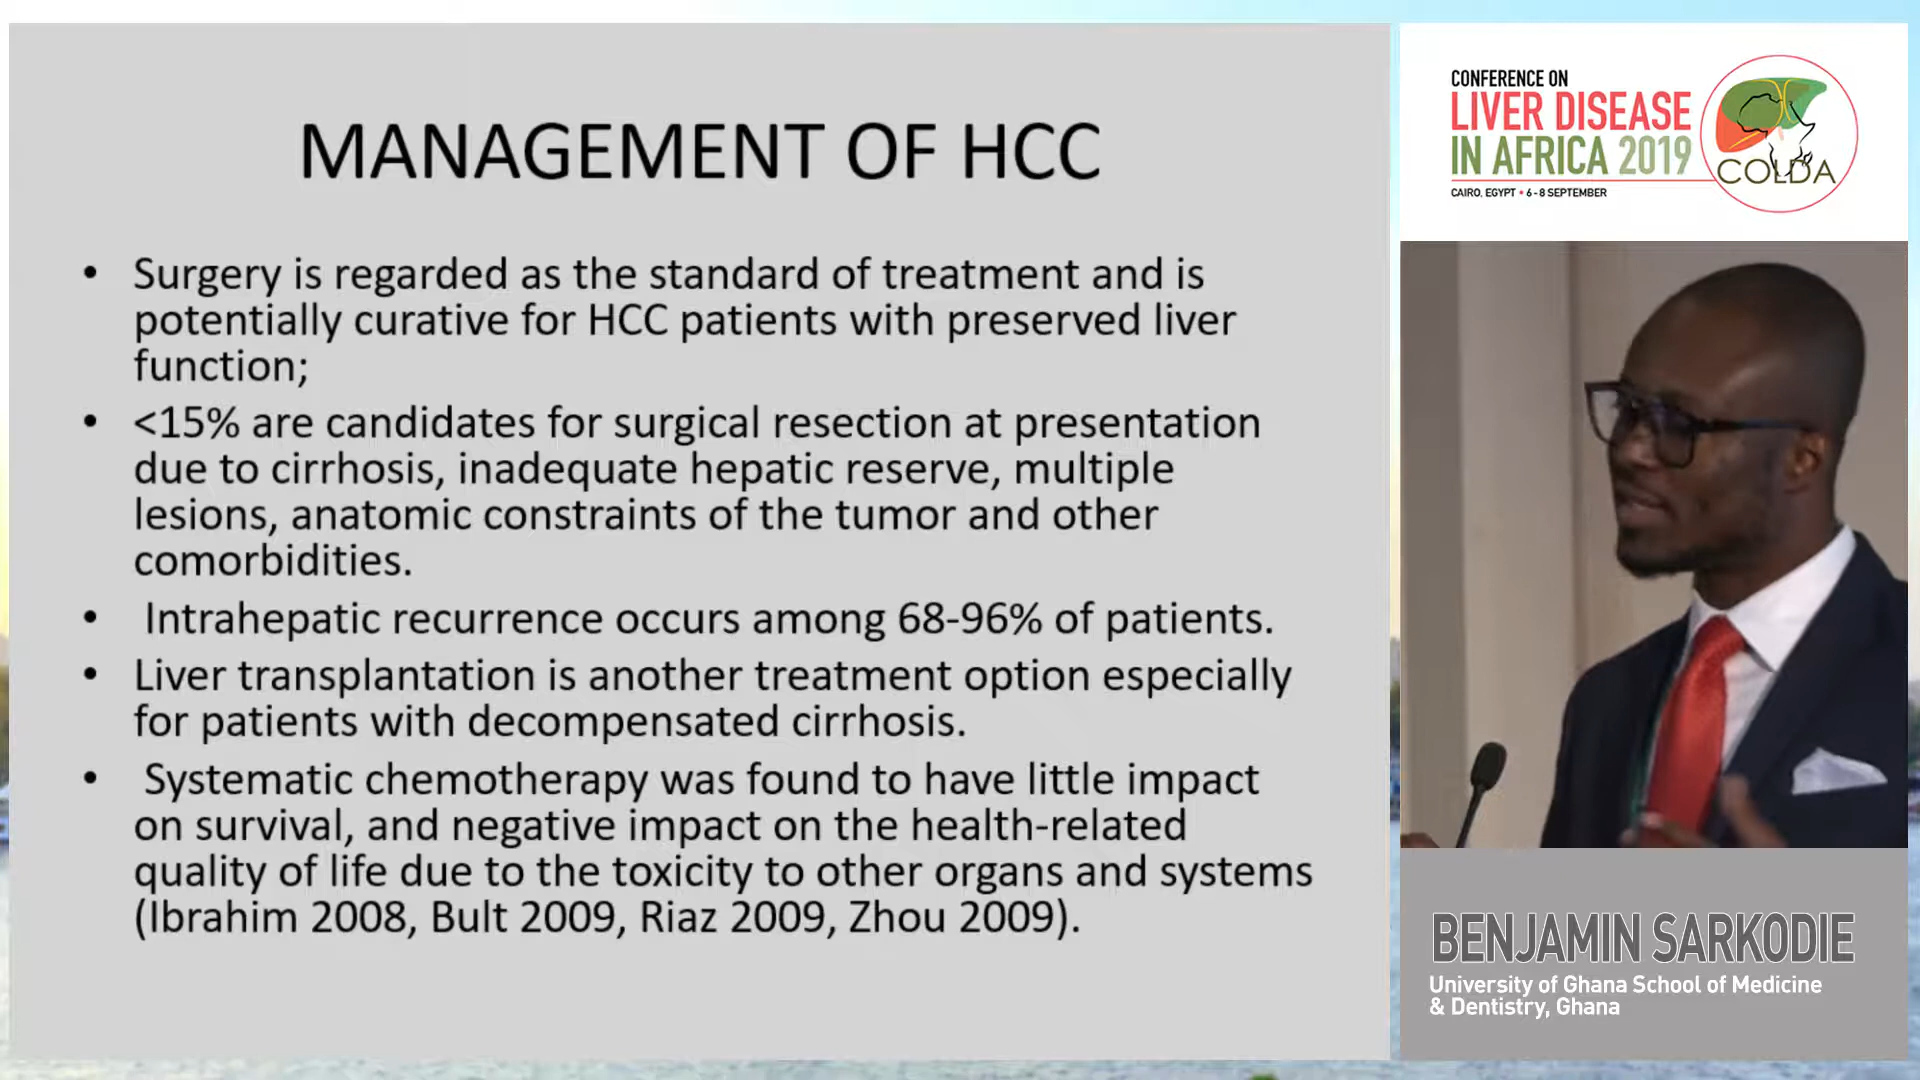 MANAGEMENT OF HCC
• Surgery is regarded as the standard of treatment and is
potentially curative for HCC patients with preserved liver
function;
• <15% are candidates for surgical resection at presentation
due to cirrhosis, inadequate hepatic reserve, multiple
lesions, anatomic constraints of the tumor and other
comorbidities.
• Intrahepatic recurrence occurs among 68-96% of patients.
• Liver transplantation is another treatment option especially
for patients with decompensated cirrhosis.
• Systematic chemotherapy was found to have little impact
on survival, and negative impact on the health-related
quality of life due to the toxicity to other organs and systems
(Ibrahim 2008, Bult 2009, Riaz 2009, Zhou 2009).
CONFERENCE ON
LIVER DISEASE
IN AFRICA 2019
CAIRO, EGYPT • 6 - 8 SEPTEMBER
COLDA
BENJAMIN SARKODIE
University of Ghana School of Medicine
& Dentistry, Ghana